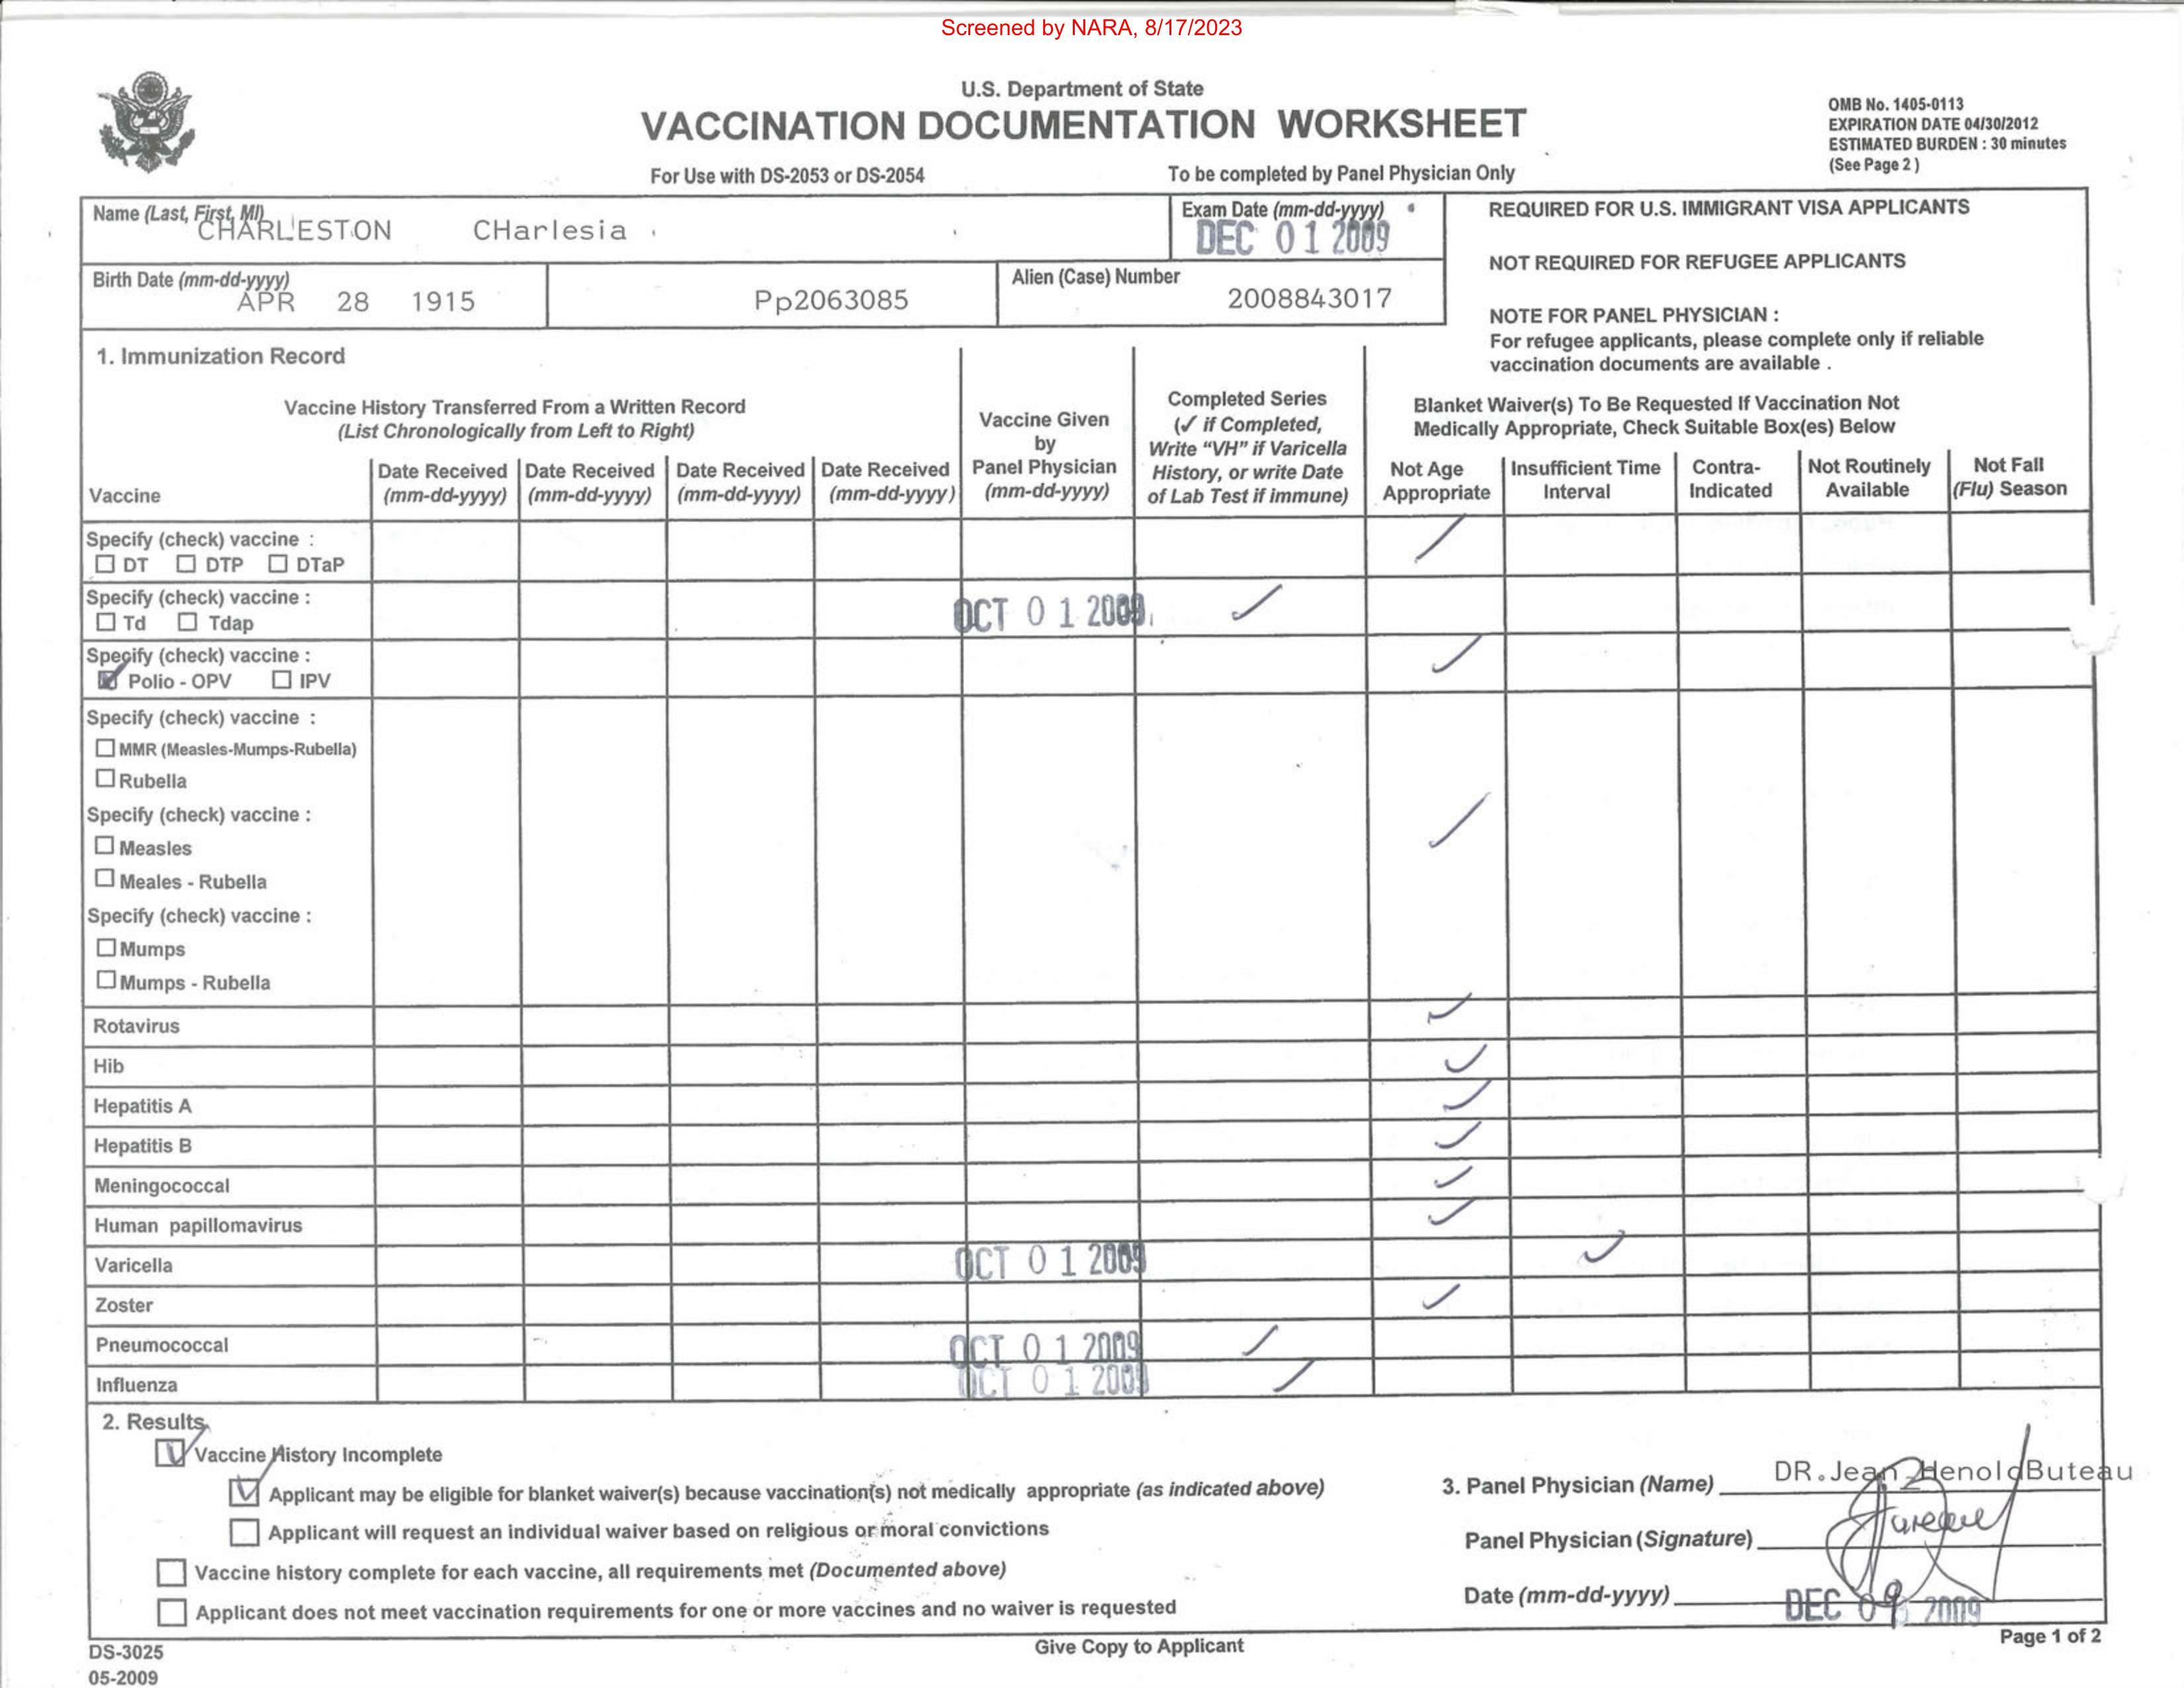 Screened by NARA, 8/17/2023
U.S. Department of State
VACCINATION DOCUMENTATION WORKSHEET
For Use with DS-2053 or DS-2054 To be completed by Panel Physician Only
OMB No. 1405-0113
EXPIRATION DATE 04/30/2012
ESTIMATED BURDEN : 30 minutes
(See Page 2 )
Name (Last, First, MI)
CHARLESTON CHarlesia
Exam Date (mm-dd-yyyy)
DEC 01 2009
Birth Date (mm-dd-yyyy)
APR 28 1915
Pp2063085
Alien (Case) Number
2008843017
REQUIRED FOR U.S. IMMIGRANT VISA APPLICANTS
NOT REQUIRED FOR REFUGEE APPLICANTS
NOTE FOR PANEL PHYSICIAN :
For refugee applicants, please complete only if reliable
vaccination documents are available .
1. Immunization Record
Vaccine History Transferred From a Written Record
(List Chronologically from Left to Right)
Vaccine
Date Received Date Received Date Received Date Received
(mm-dd-yyyy) (mm-dd-yyyy) (mm-dd-yyyy) (mm-dd-yyyy)
Vaccine Given
by
Panel Physician
(mm-dd-yyyy)
Completed Series
(✓ if Completed,
Write “VH” if Varicella
History, or write Date
of Lab Test if immune)
Blanket Waiver(s) To Be Requested If Vaccination Not
Medically Appropriate, Check Suitable Box(es) Below
Not Age
Appropriate
Insufficient Time
Interval
Contra-
Indicated
Not Routinely
Available
Not Fall
(Flu) Season
Specify (check) vaccine :
☐ DT ☐ DTP ☐ DTaP ✓
Specify (check) vaccine :
☐ Td ☐ Tdap OCT 01 2009 ✓
Specify (check) vaccine :
☑ Polio - OPV ☐ IPV ✓
Specify (check) vaccine :
☐ MMR (Measles-Mumps-Rubella)
☐ Rubella
Specify (check) vaccine :
☐ Measles ✓
☐ Meales - Rubella
Specify (check) vaccine :
☐ Mumps
☐ Mumps - Rubella
Rotavirus ✓
Hib ✓
Hepatitis A ✓
Hepatitis B ✓
Meningococcal ✓
Human papillomavirus ✓
Varicella OCT 01 2009 ✓
Zoster ✓
Pneumococcal OCT 01 2009 ✓
Influenza OCT 01 2009 ✓
2. Results
☑ Vaccine History Incomplete
☑ Applicant may be eligible for blanket waiver(s) because vaccination(s) not medically appropriate (as indicated above)
☐ Applicant will request an individual waiver based on religious or moral convictions
☐ Vaccine history complete for each vaccine, all requirements met (Documented above)
☐ Applicant does not meet vaccination requirements for one or more vaccines and no waiver is requested
3. Panel Physician (Name) DR.Jean HenoldButeau
Panel Physician (Signature)
Date (mm-dd-yyyy) DEC 09 2009
DS-3025
05-2009
Give Copy to Applicant
Page 1 of 2